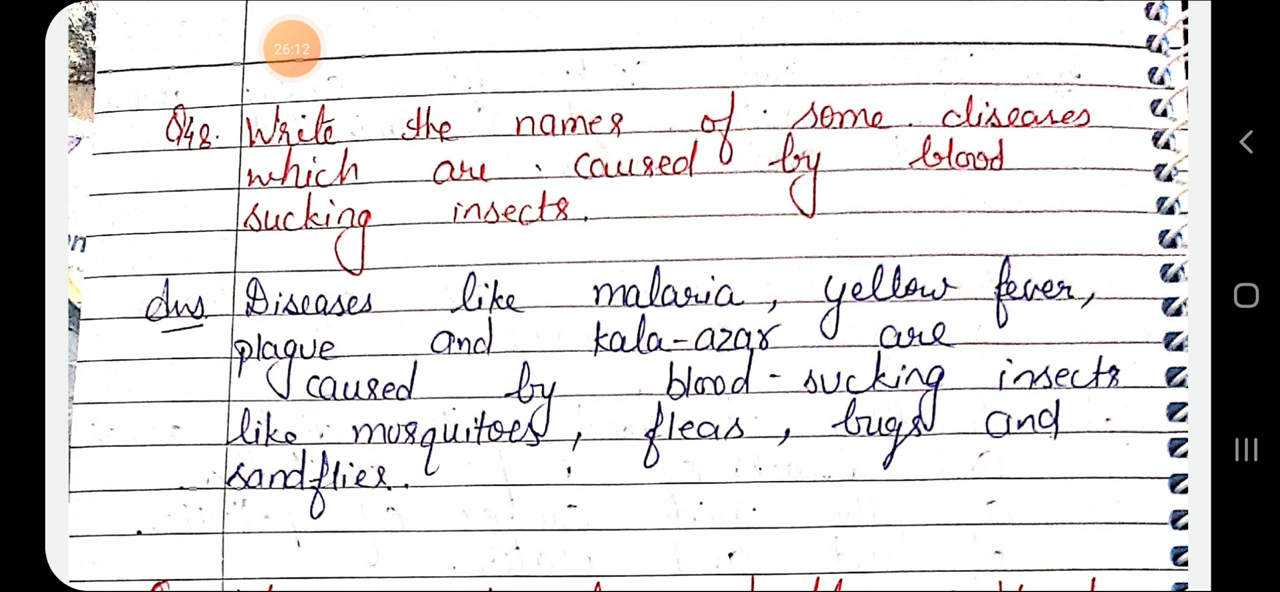 26:12
Q48. Write the names of some diseases
which are caused by blood
sucking insects.
Ans Diseases like malaria, yellow fever,
plague and kala-azar are
caused by blood-sucking insects
like mosquitoes, fleas, bugs and
sandflies.